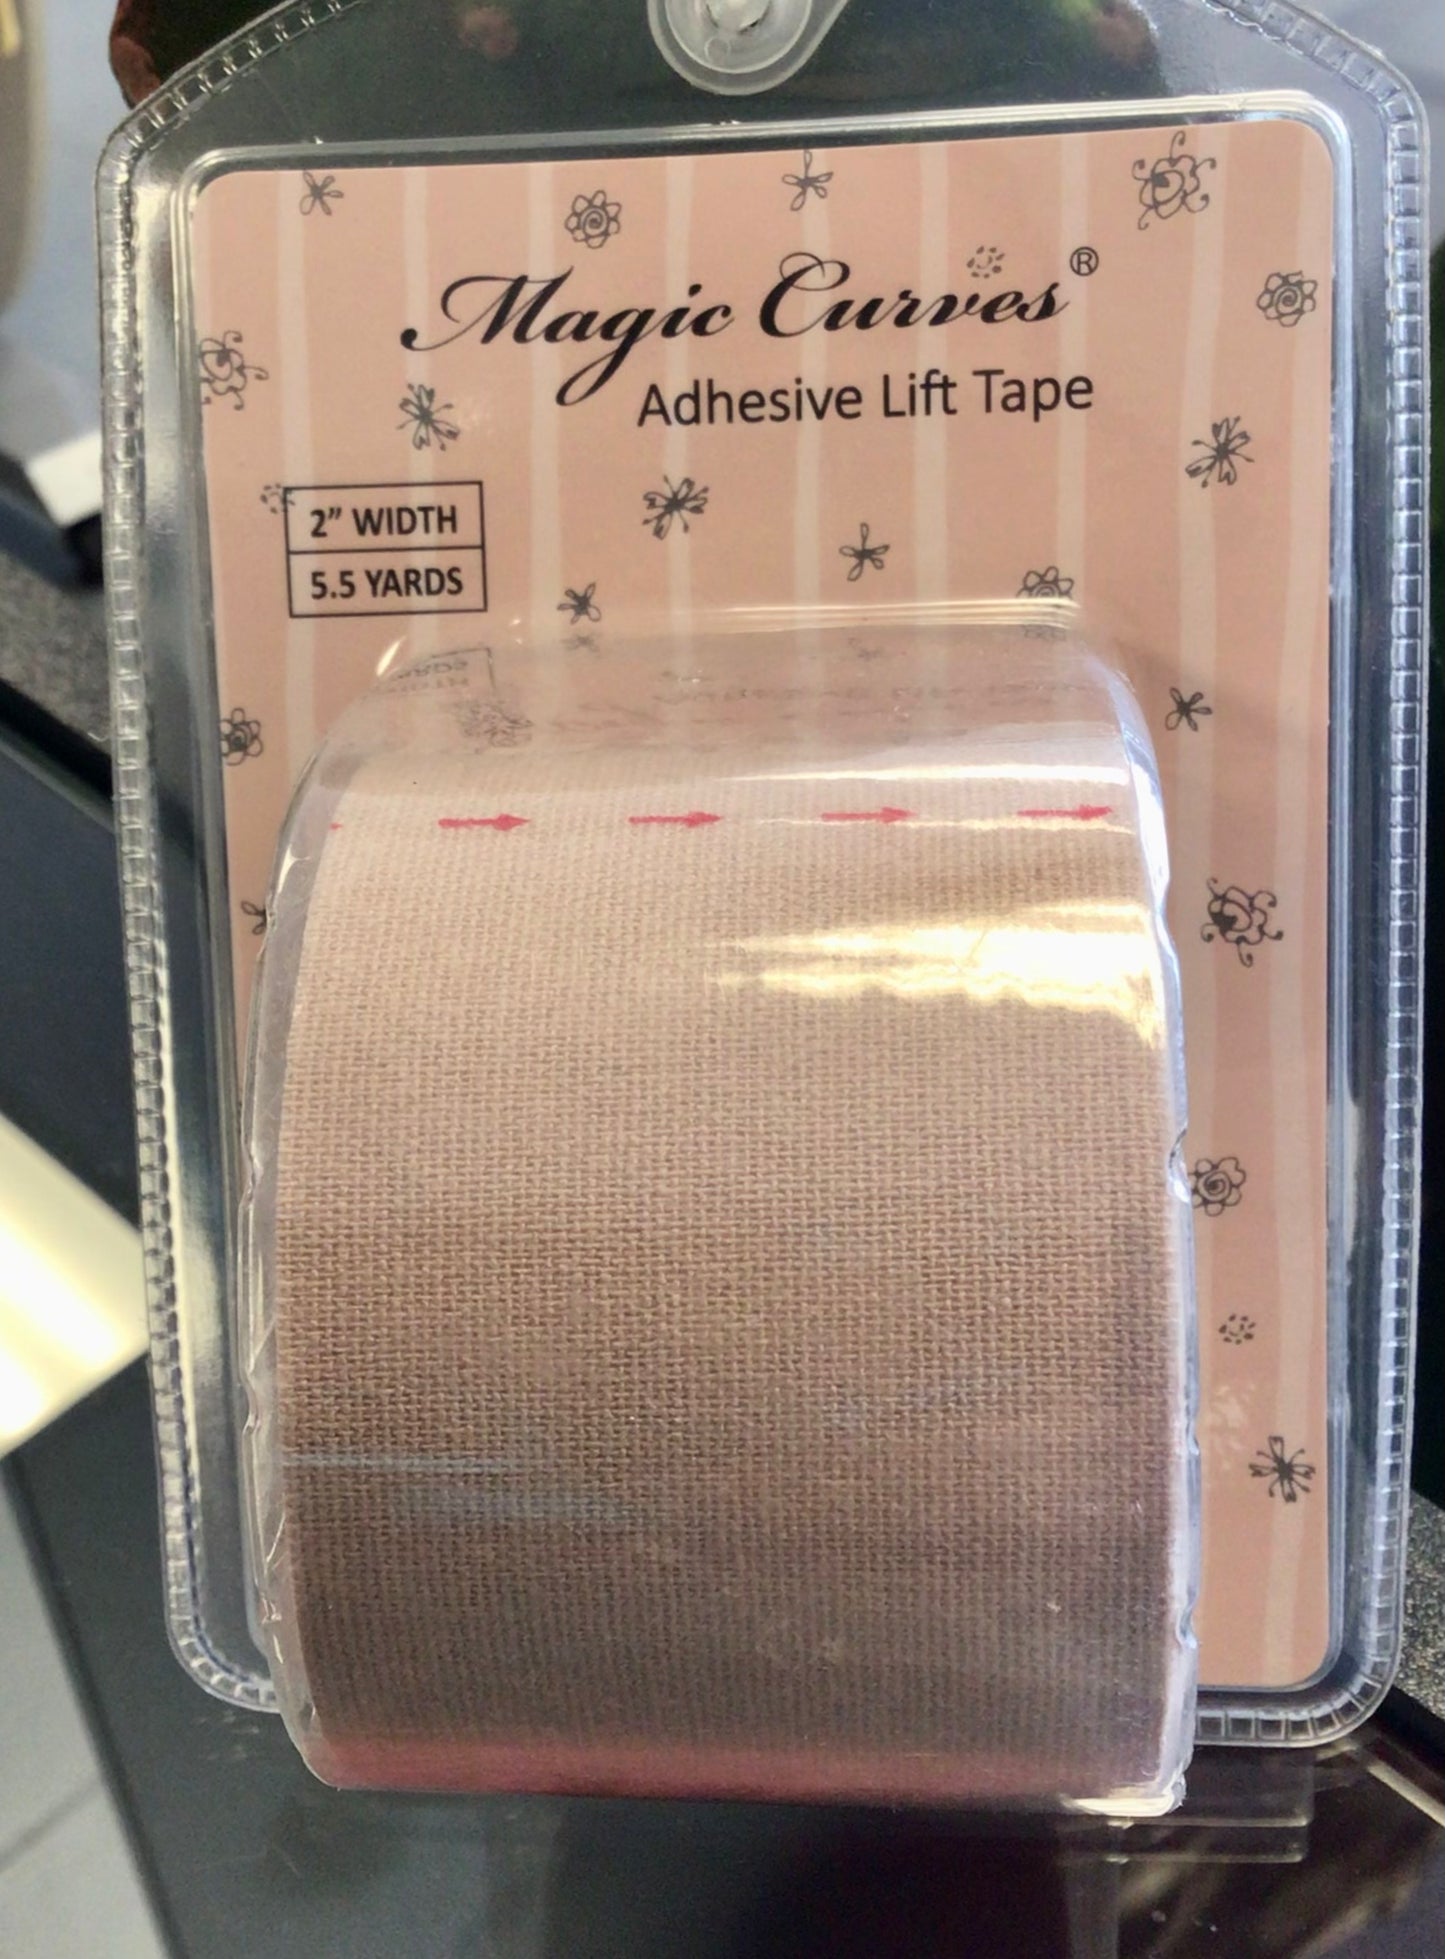 Magic Curves®
Adhesive Lift Tape
2” WIDTH
5.5 YARDS